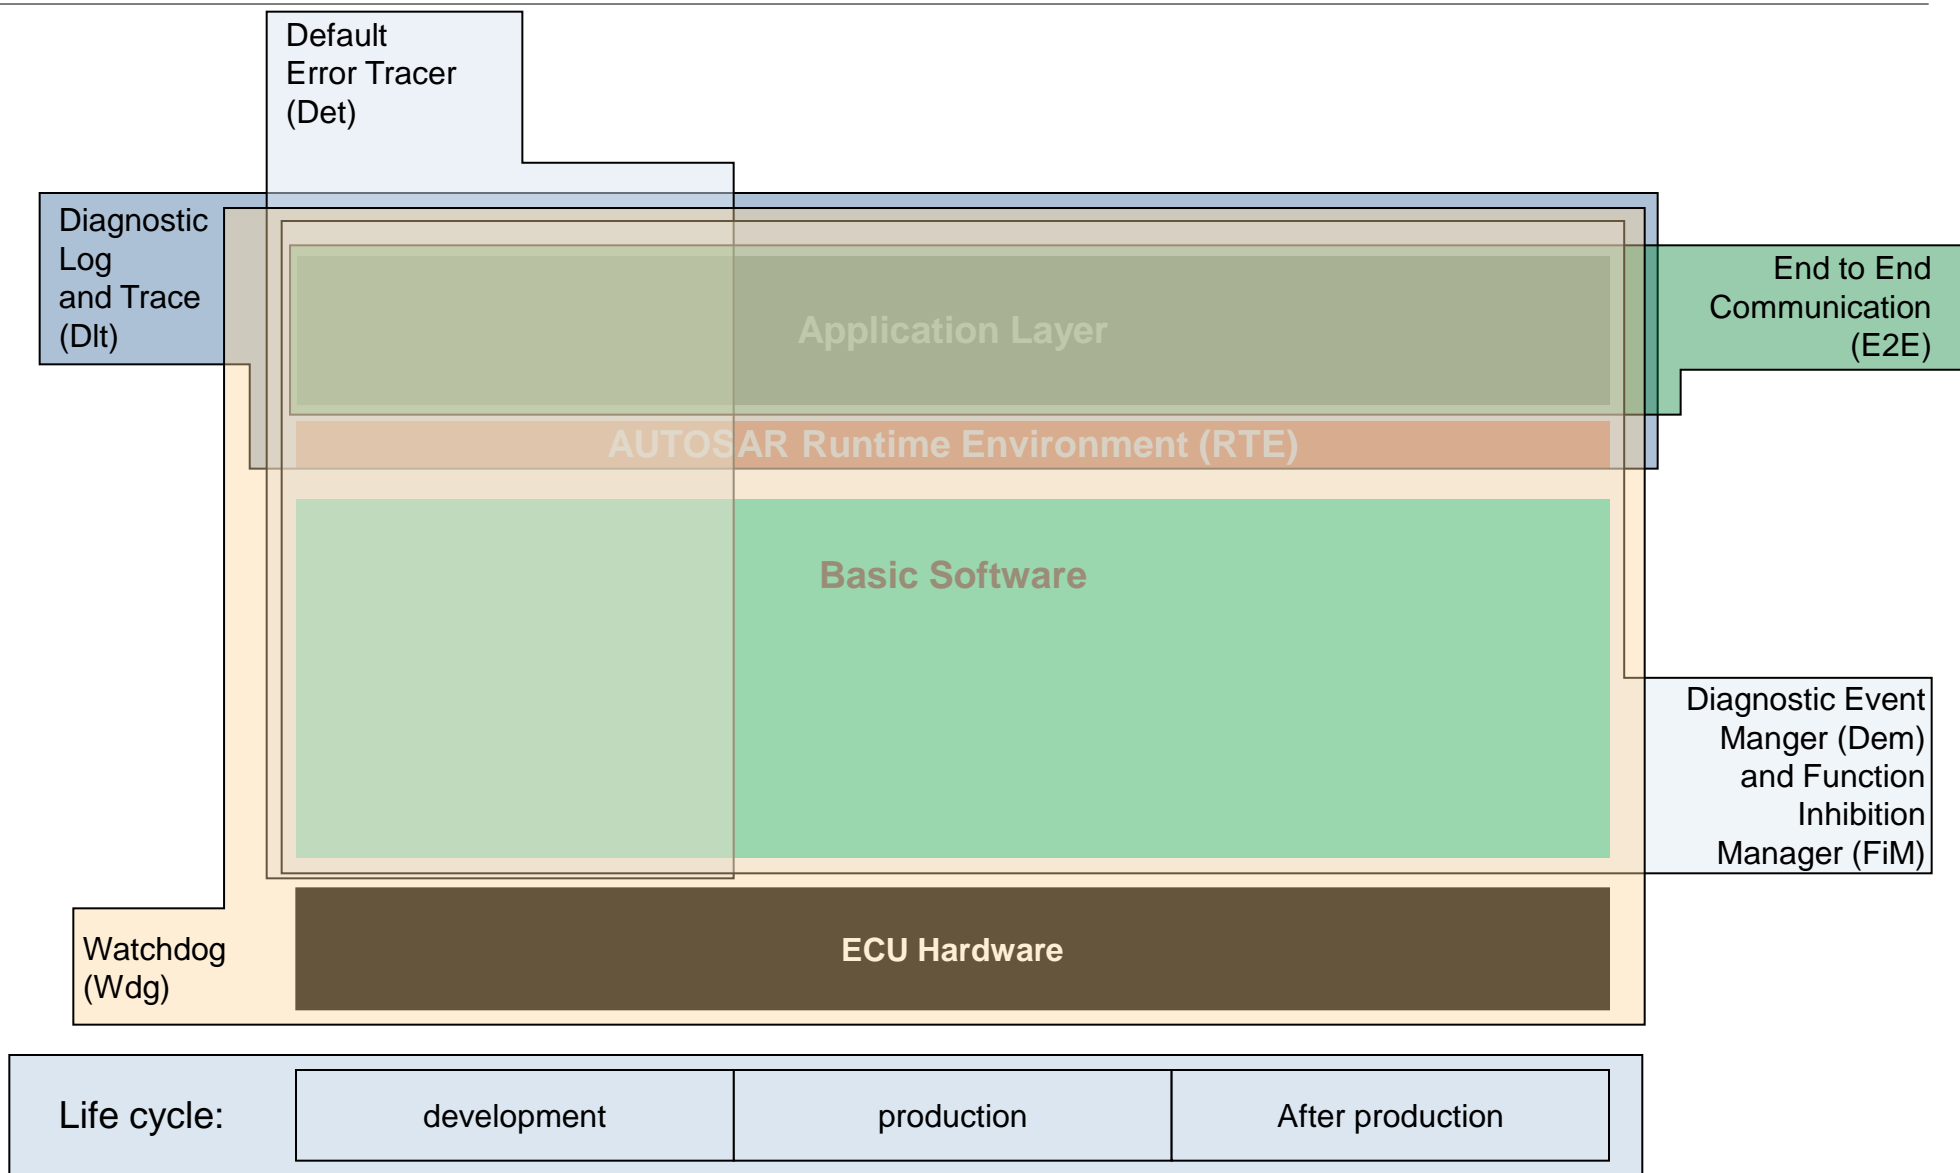 Default
Error Tracer
(Det)
Diagnostic
Log
and Trace
(Dlt)
End to End
Communication
(E2E)
Application Layer
AUTOSAR Runtime Environment (RTE)
Basic Software
Diagnostic Event
Manger (Dem)
and Function
Inhibition
Manager (FiM)
Watchdog
(Wdg)
ECU Hardware
Life cycle:
development
production
After production